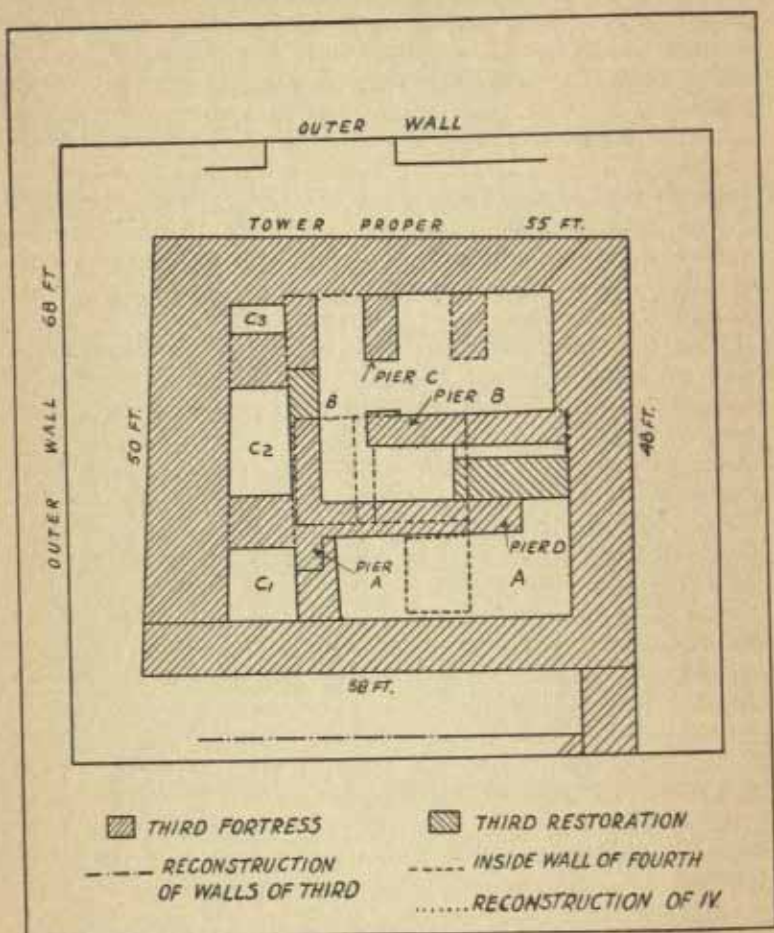 OUTER WALL
TOWER PROPER 55 FT.
OUTER WALL 68 FT
50 FT.
48 FT.
C3
PIER C
B
PIER B
C2
PIER D
PIER
A
A
C1
58 FT.
THIRD FORTRESS
THIRD RESTORATION
RECONSTRUCTION
OF WALLS OF THIRD
INSIDE WALL OF FOURTH
RECONSTRUCTION OF IV